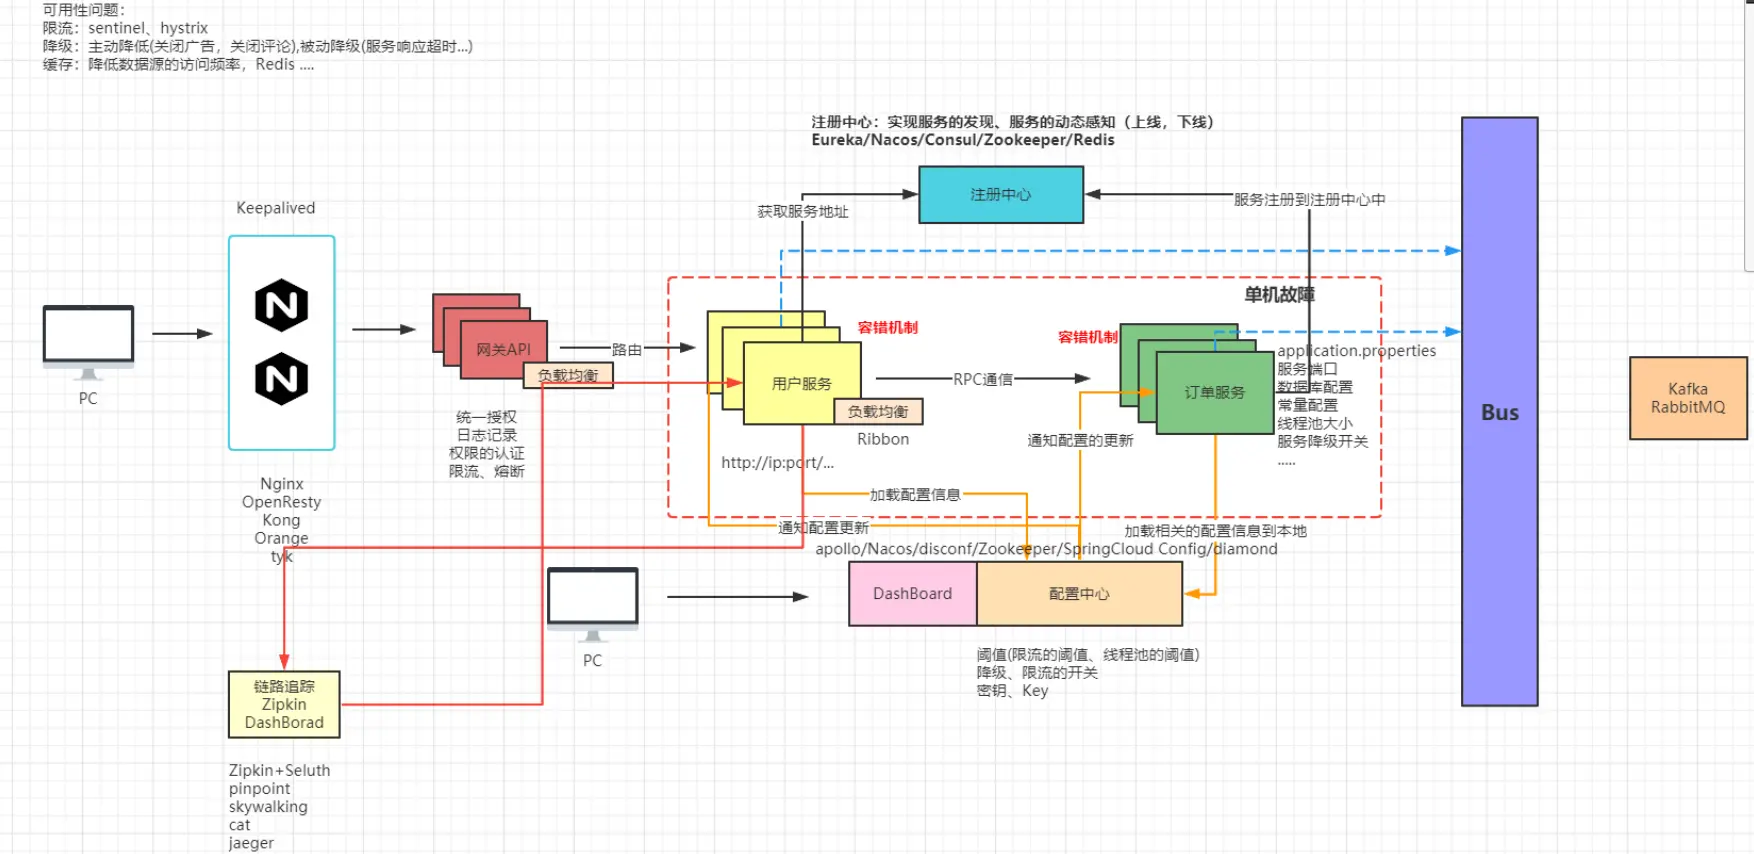 可用性问题:
限流：sentinel、hystrix
降级：主动降低(关闭广告，关闭评论),被动降级(服务响应超时...)
缓存：降低数据源的访问频率，Redis ....
注册中心：实现服务的发现、服务的动态感知（上线，下线）
Eureka/Nacos/Consul/Zookeeper/Redis
注册中心
获取服务地址
服务注册到注册中心中
Keepalived
N
N
PC
Nginx
OpenResty
Kong
Orange
tyk
网关API
负载均衡
统一授权
日志记录
权限的认证
限流、熔断
路由
单机故障
容错机制
用户服务
负载均衡
Ribbon
http://ip:port/...
RPC通信
容错机制
订单服务
application.properties
服务端口
数据库配置
常量配置
线程池大小
服务降级开关
.....
通知配置的更新
加载配置信息
通知配置更新
加载相关的配置信息到本地
apollo/Nacos/disconf/Zookeeper/SpringCloud Config/diamond
DashBoard
配置中心
PC
阈值(限流的阈值、线程池的阈值)
降级、限流的开关
密钥、Key
Bus
Kafka
RabbitMQ
链路追踪
Zipkin
DashBorad
Zipkin+Seluth
pinpoint
skywalking
cat
jaeger